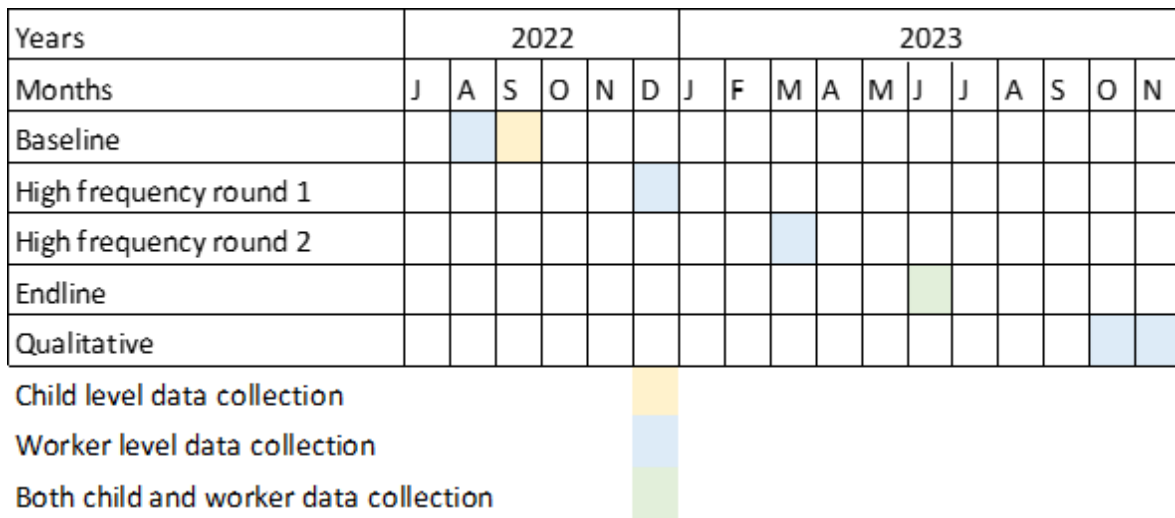 Years 2022 2023
Months J A S O N D J F M A M J J A S O N
Baseline
High frequency round 1
High frequency round 2
Endline
Qualitative
Child level data collection
Worker level data collection
Both child and worker data collection